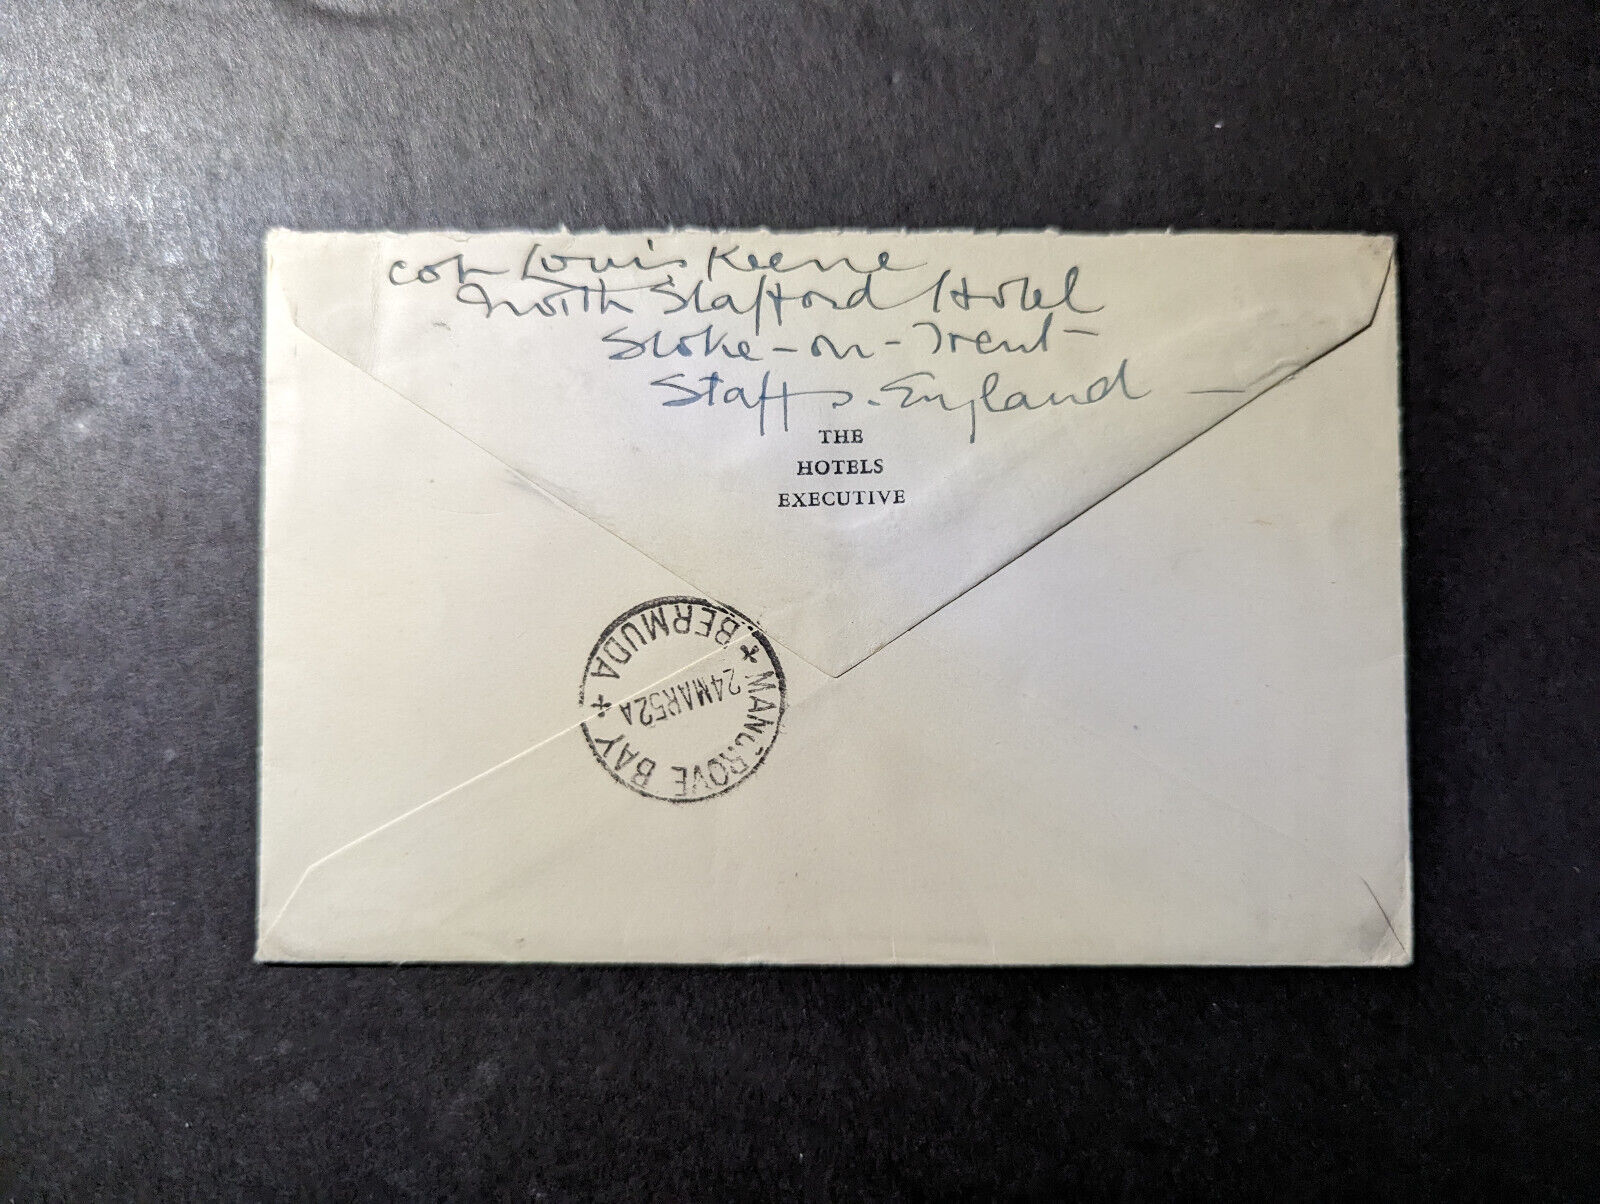 Col Louis Keene
North Stafford Hotel
Stoke-on-Trent-
Staffs. England —
THE
HOTELS
EXECUTIVE
MANGROVE BAY
24MAR52A
+.BERMUDA +